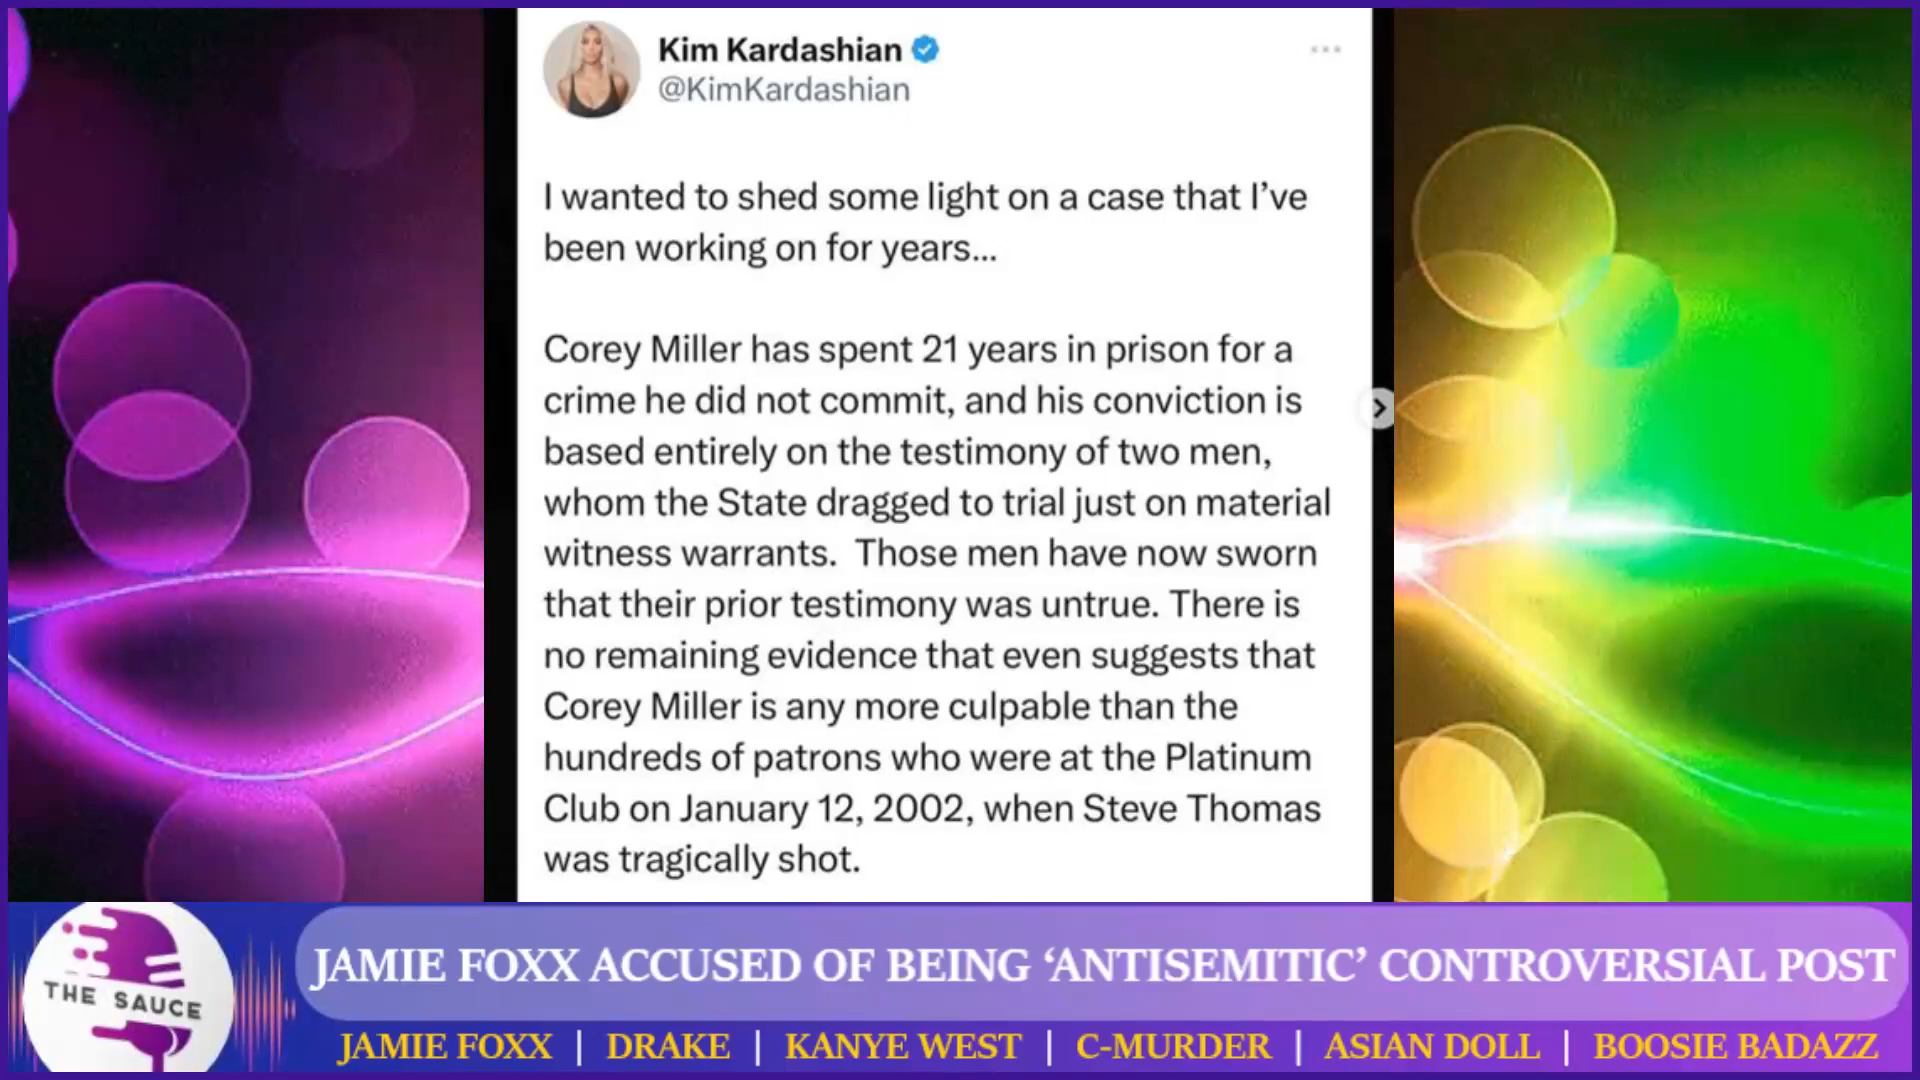 Kim Kardashian
@KimKardashian
I wanted to shed some light on a case that I’ve
been working on for years...
Corey Miller has spent 21 years in prison for a
crime he did not commit, and his conviction is
based entirely on the testimony of two men,
whom the State dragged to trial just on material
witness warrants.  Those men have now sworn
that their prior testimony was untrue. There is
no remaining evidence that even suggests that
Corey Miller is any more culpable than the
hundreds of patrons who were at the Platinum
Club on January 12, 2002, when Steve Thomas
was tragically shot.
THE SAUCE
JAMIE FOXX ACCUSED OF BEING ‘ANTISEMITIC’ CONTROVERSIAL POST
JAMIE FOXX | DRAKE | KANYE WEST | C-MURDER | ASIAN DOLL | BOOSIE BADAZZ